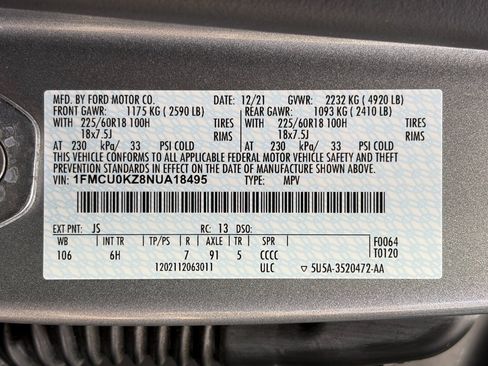 MFD. BY FORD MOTOR CO. DATE: 12/21 GVWR: 2232 KG ( 4920 LB)
FRONT GAWR: 1175 KG ( 2590 LB) REAR GAWR: 1093 KG ( 2410 LB)
WITH 225/60R18 100H TIRES WITH 225/60R18 100H TIRES
18x7.5J RIMS 18x7.5J RIMS
AT 230 kPa/ 33 PSI COLD AT 230 kPa/ 33 PSI COLD
THIS VEHICLE CONFORMS TO ALL APPLICABLE FEDERAL MOTOR VEHICLE SAFETY AND THEFT
PREVENTION STANDARDS IN EFFECT ON THE DATE OF MANUFACTURE SHOWN ABOVE.
VIN: 1FMCU0KZ8NUA18495 TYPE: MPV
EXT PNT: JS RC: 13 DSO:
WB INT TR TP/PS R AXLE TR SPR F0064
106 6H 7 91 5 CCCC T0120
1202112063011 ULC ▽ 5U5A-3520472-AA